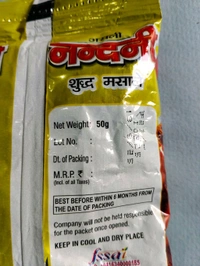 नन्दनी
शुद्ध मसाले
Net Weight: 50g
Lot No. :
Dt. of Packing :
M.R.P. ₹ :
(Incl. of all Taxes)
BEST BEFORE WITHIN 6 MONTHS FROM
THE DATE OF PACKING
Company will not be held responsible
for the packet once opened.
KEEP IN COOL AND DRY PLACE
fssai